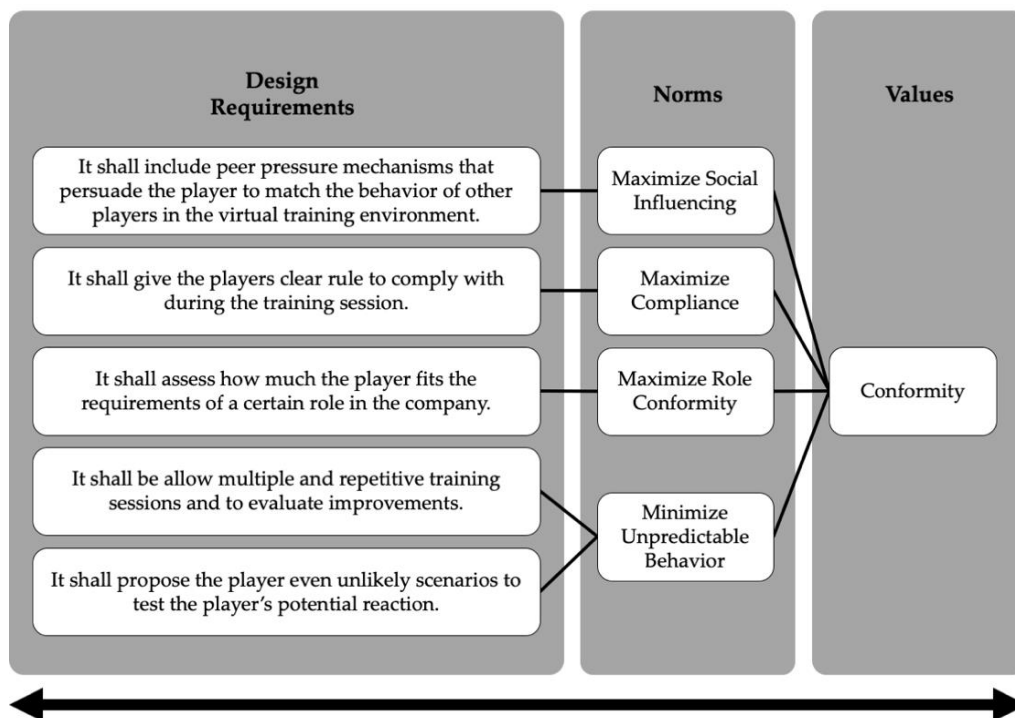 Design
Requirements
Norms
Values
It shall include peer pressure mechanisms that
persuade the player to match the behavior of other
players in the virtual training environment.
Maximize Social
Influencing
It shall give the players clear rule to comply with
during the training session.
Maximize
Compliance
It shall assess how much the player fits the
requirements of a certain role in the company.
Maximize Role
Conformity
Conformity
It shall be allow multiple and repetitive training
sessions and to evaluate improvements.
It shall propose the player even unlikely scenarios to
test the player's potential reaction.
Minimize
Unpredictable
Behavior